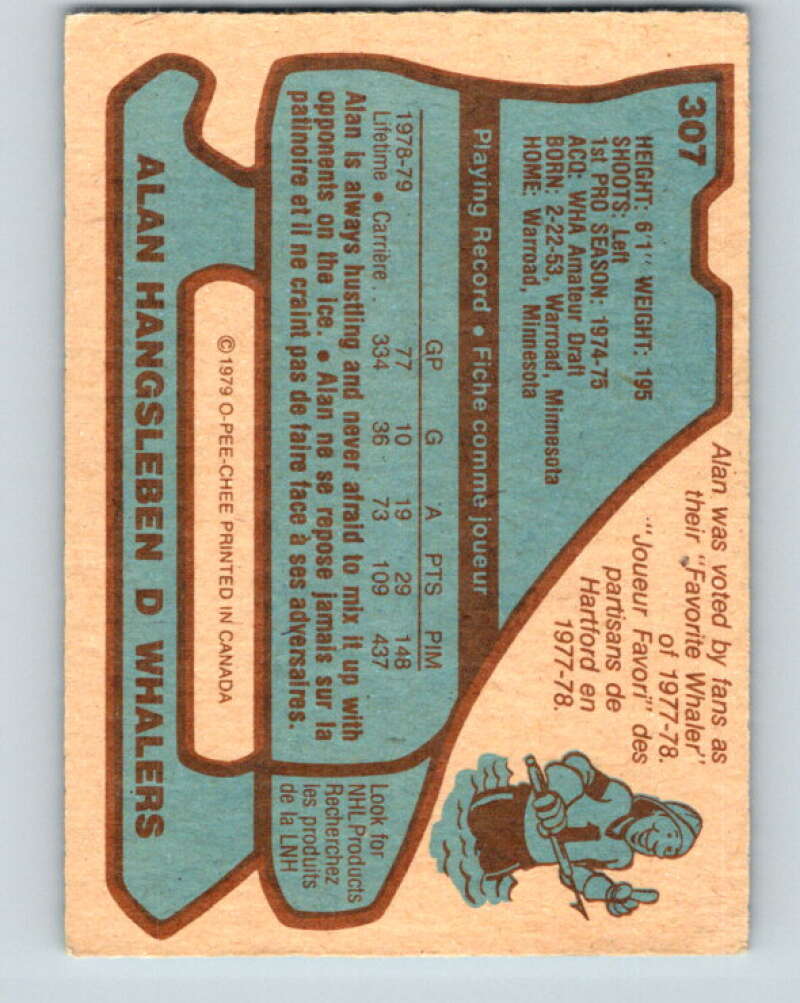 307
HEIGHT: 6'1" WEIGHT: 195
SHOOTS: Left
1st PRO SEASON: 1974-75
ACQ: WHA Amateur Draft
BORN: 2-22-53, Warroad, Minnesota
HOME: Warroad, Minnesota
Alan was voted by fans as
their "Favorite Whaler"
of 1977-78.
"Joueur Favori" des
partisans de
Hartford en
1977-78.
1
Playing Record • Fiche comme joueur
GP G A PTS PIM
1978-79 77 10 19 29 148
Lifetime • Carrière . . 334 36 73 109 437
Alan is always hustling and never afraid to mix it up with
opponents on the ice. • Alan ne se repose jamais sur la
patinoire et il ne craint pas de faire face à ses adversaires.
Look for
NHL Products
Recherchez
les produits
de la LNH
©1979 O-PEE-CHEE PRINTED IN CANADA
ALAN HANGSLEBEN D WHALERS